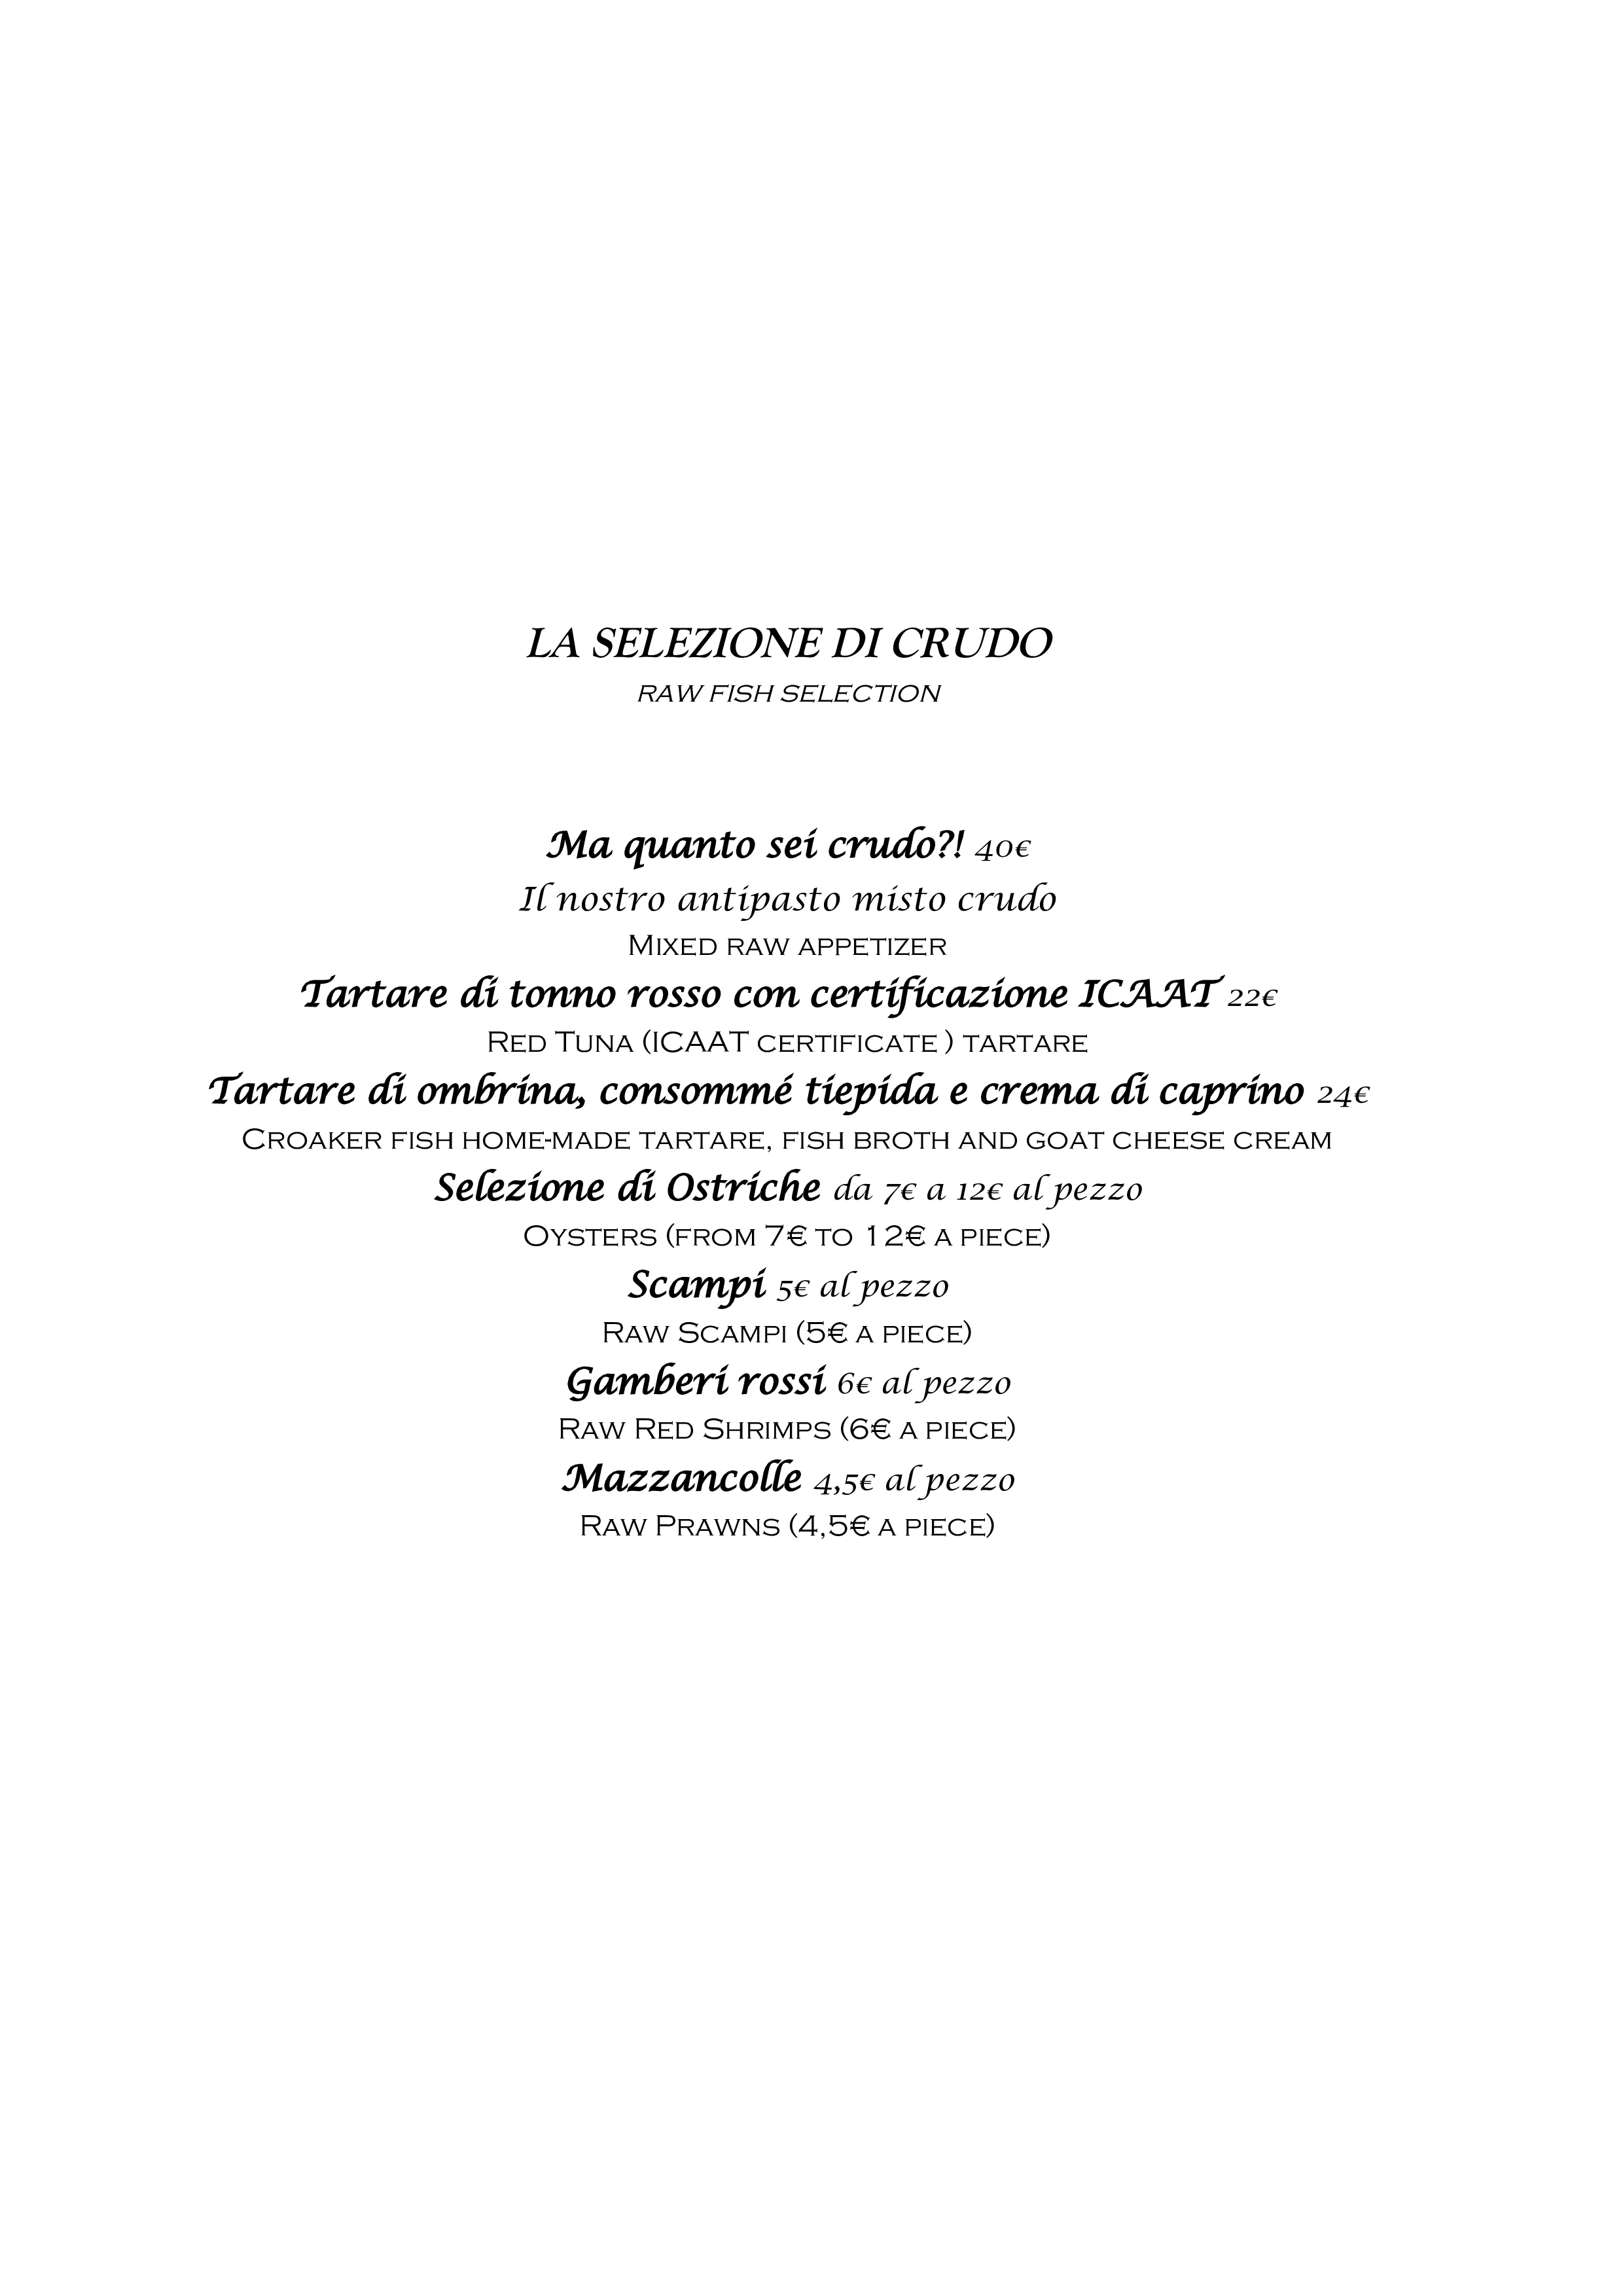 LA SELEZIONE DI CRUDO
RAW FISH SELECTION
Ma quanto sei crudo?! 40€
Il nostro antipasto misto crudo
Mixed raw appetizer
Tartare di tonno rosso con certificazione ICAAT 22€
Red Tuna (ICAAT certificate ) tartare
Tartare di ombrina, consommé tiepida e crema di caprino 24€
Croaker fish home-made tartare, fish broth and goat cheese cream
Selezione di Ostriche da 7€ a 12€ al pezzo
Oysters (from 7€ to 12€ a piece)
Scampi 5€ al pezzo
Raw Scampi (5€ a piece)
Gamberi rossi 6€ al pezzo
Raw Red Shrimps (6€ a piece)
Mazzancolle 4,5€ al pezzo
Raw Prawns (4,5€ a piece)